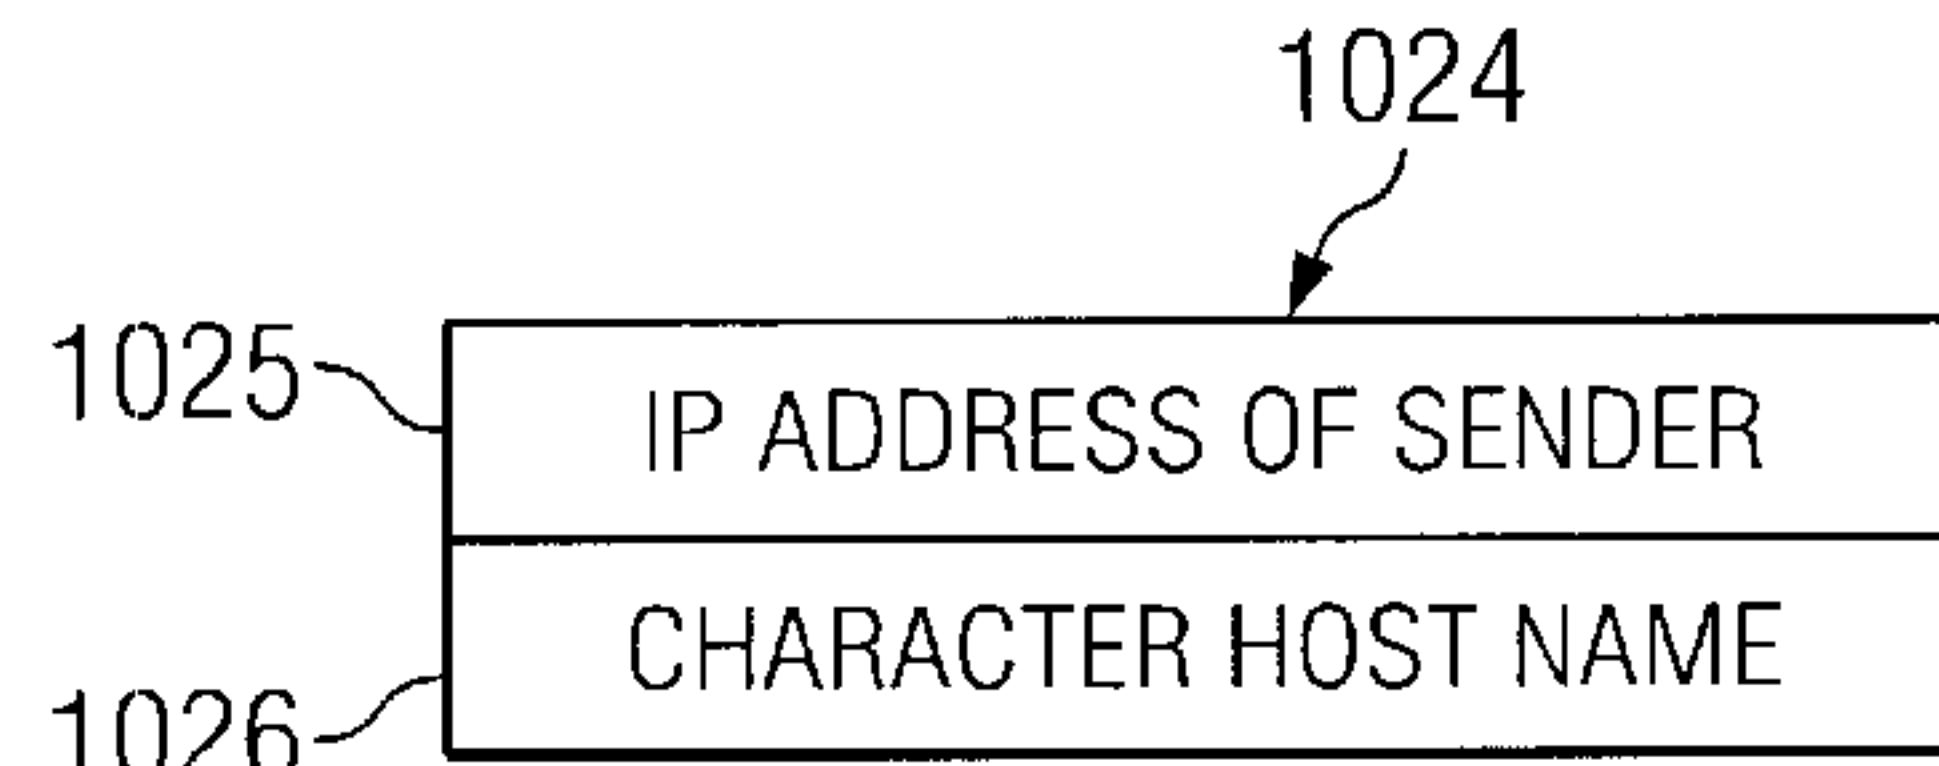 1024
1025
IP ADDRESS OF SENDER
CHARACTER HOST NAME
1026